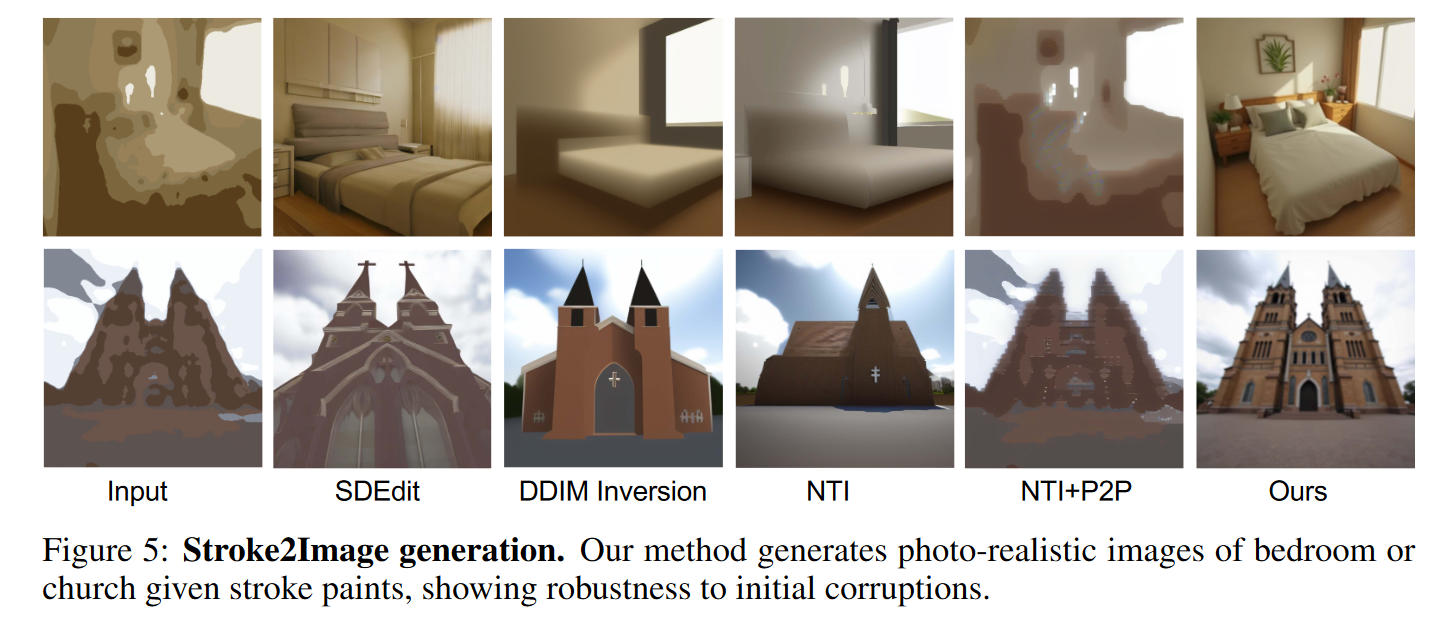 Input SDEdit DDIM Inversion NTI NTI+P2P Ours
Figure 5: Stroke2Image generation. Our method generates photo-realistic images of bedroom or
church given stroke paints, showing robustness to initial corruptions.